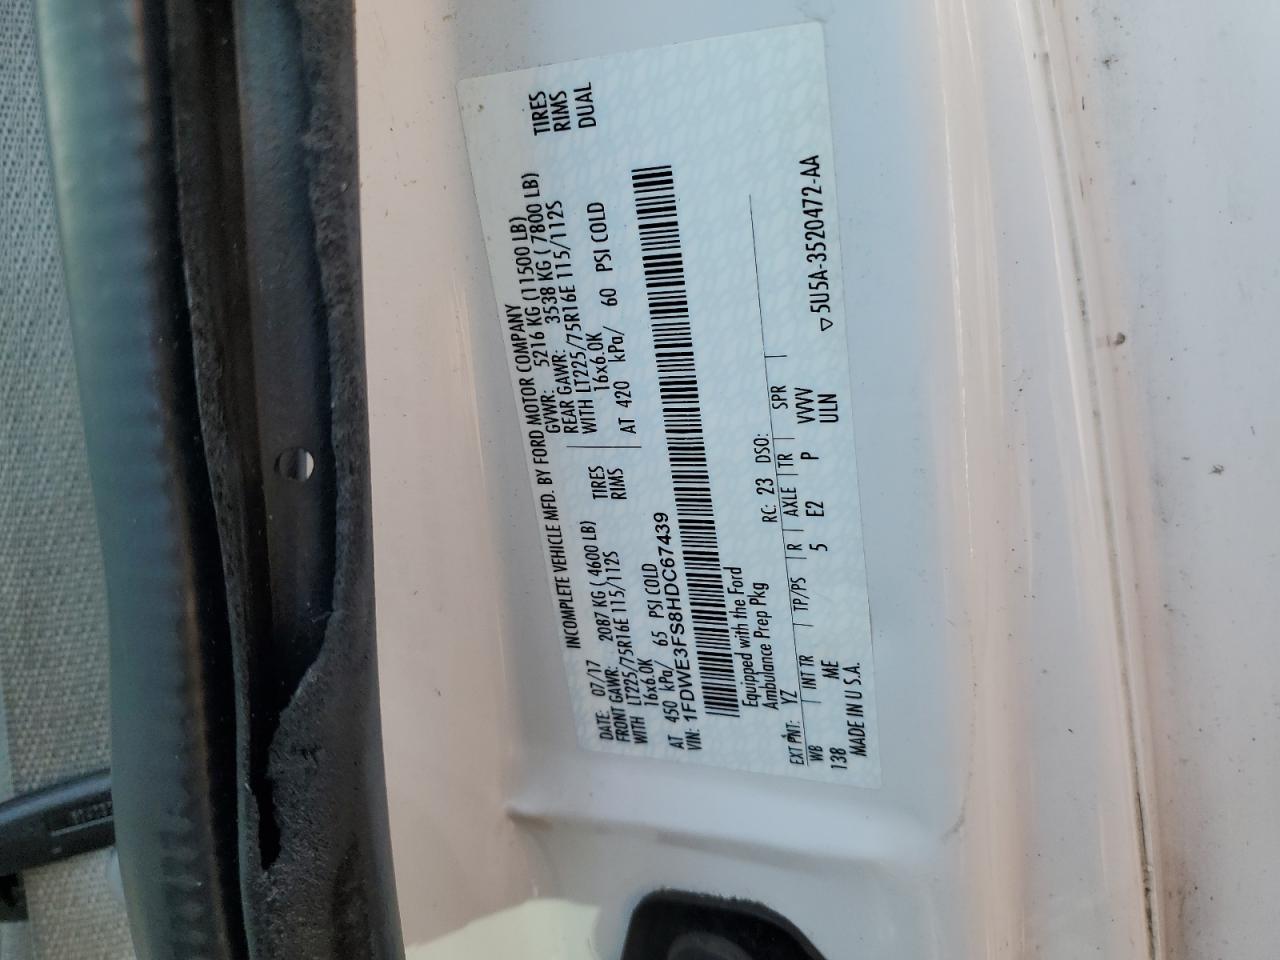 INCOMPLETE VEHICLE MFD. BY FORD MOTOR COMPANY
DATE: 07/17 GVWR: 5216 KG (11500 LB)
FRONT GAWR: 2087 KG ( 4600 LB) REAR GAWR: 3538 KG ( 7800 LB)
WITH LT225/75R16E 115/112S TIRES WITH LT225/75R16E 115/112S TIRES
16x6.0K RIMS 16x6.0K RIMS
AT 450 kPa/ 65 PSI COLD AT 420 kPa/ 60 PSI COLD DUAL
VIN: 1FDWE3FS8HDC67439
Equipped with the Ford
Ambulance Prep Pkg
EXT PNT: YZ RC: 23 DSO:
WB INT TR TP/PS R AXLE TR SPR
138 ME 5 E2 P VVVV
MADE IN U.S.A. ULN
▽5U5A-3520472-AA